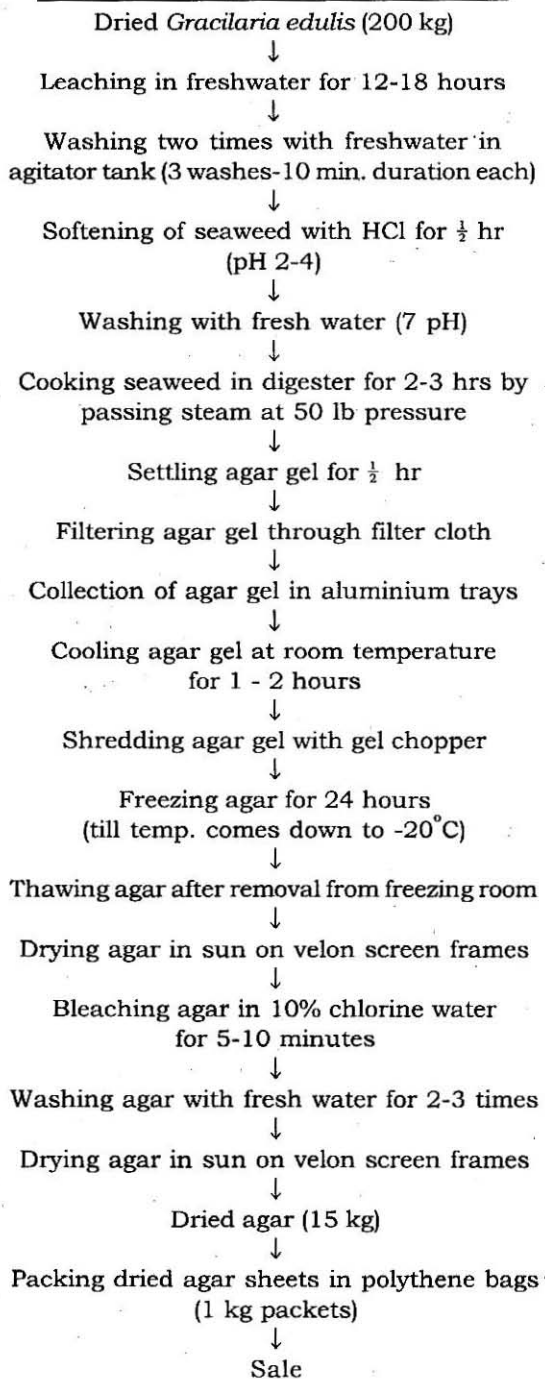 Dried Gracilaria edulis (200 kg)
↓
Leaching in freshwater for 12-18 hours
↓
Washing two times with freshwater in
agitator tank (3 washes-10 min. duration each)
↓
Softening of seaweed with HCl for ½ hr
(pH 2-4)
↓
Washing with fresh water (7 pH)
↓
Cooking seaweed in digester for 2-3 hrs by
passing steam at 50 lb pressure
↓
Settling agar gel for ½ hr
↓
Filtering agar gel through filter cloth
↓
Collection of agar gel in aluminium trays
↓
Cooling agar gel at room temperature
for 1 - 2 hours
↓
Shredding agar gel with gel chopper
↓
Freezing agar for 24 hours
(till temp. comes down to -20°C)
↓
Thawing agar after removal from freezing room
↓
Drying agar in sun on velon screen frames
↓
Bleaching agar in 10% chlorine water
for 5-10 minutes
↓
Washing agar with fresh water for 2-3 times
↓
Drying agar in sun on velon screen frames
↓
Dried agar (15 kg)
↓
Packing dried agar sheets in polythene bags
(1 kg packets)
↓
Sale